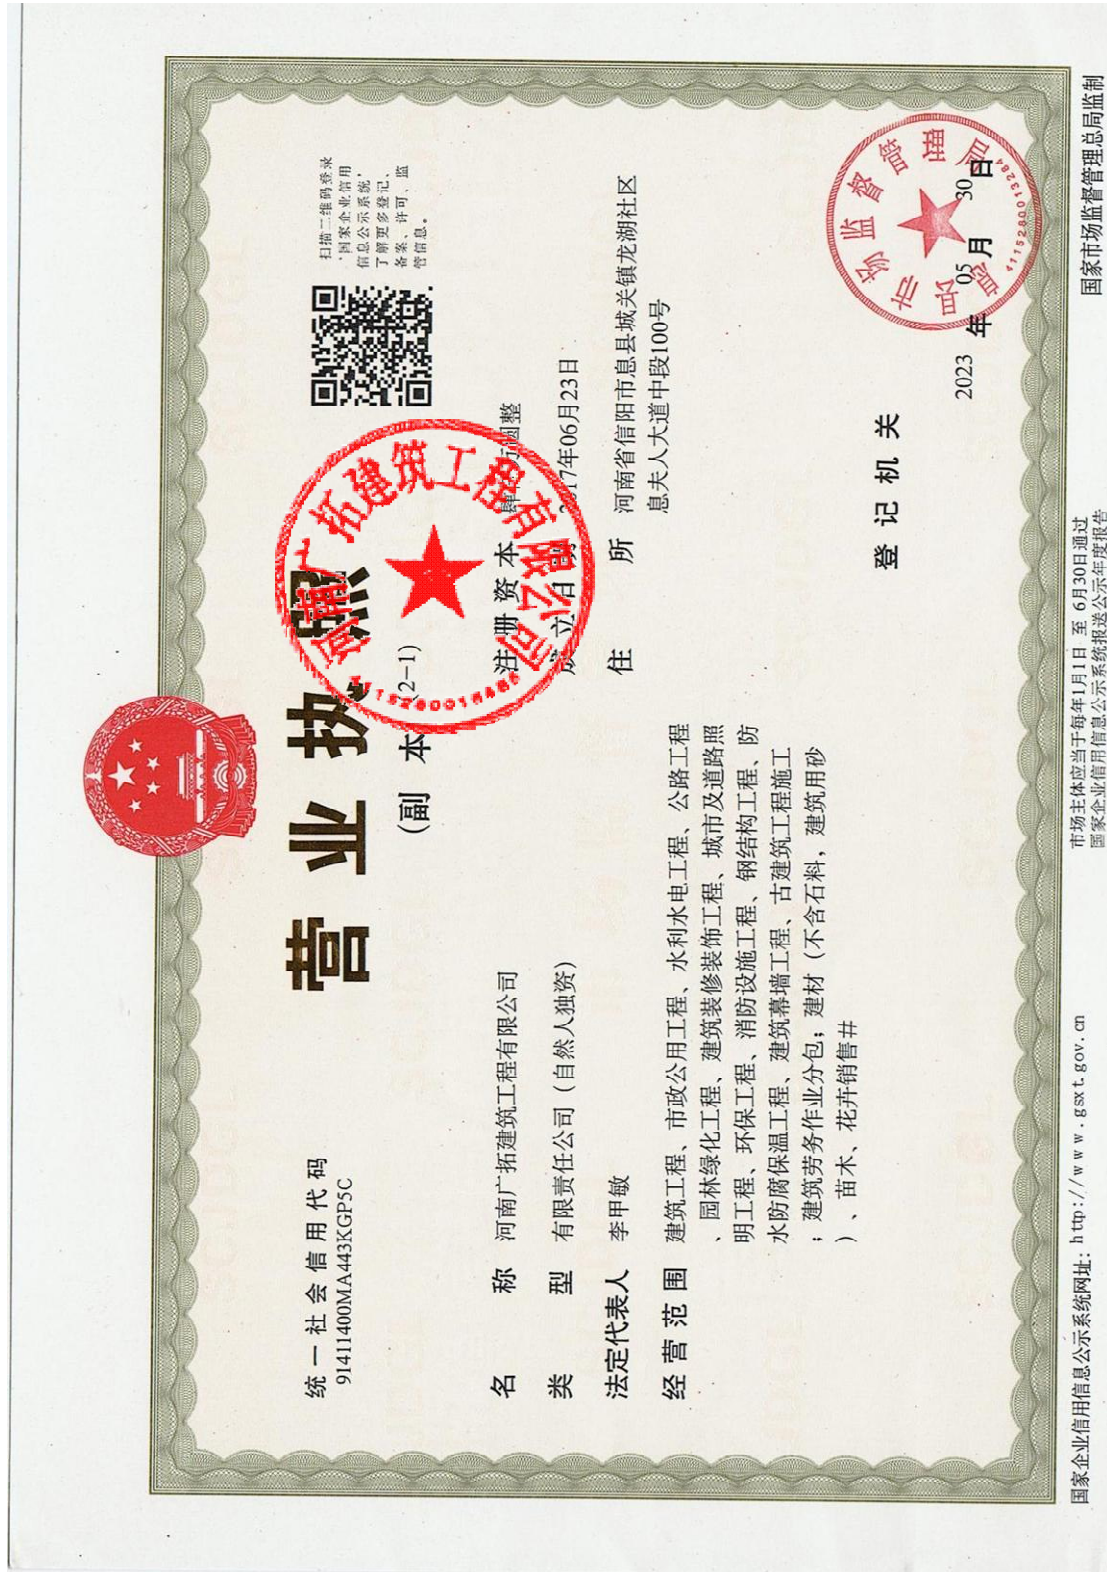 统一社会信用代码
91411400MA443KGP5C
营业执照
(副 本)
(2-1)
扫描二维码登录
‘国家企业信用
信息公示系统’
了解更多登记、
备案、许可、监
管信息。
名 称 河南广拓建筑工程有限公司
类 型 有限责任公司（自然人独资）
法定代表人 李甲敏
经营范围 建筑工程、市政公用工程、水利水电工程、公路工程
、园林绿化工程、建筑装修装饰工程、城市及道路照
明工程、环保工程、消防设施工程、钢结构工程、防
水防腐保温工程、建筑幕墙工程、古建筑工程施工
；建筑劳务作业分包；建材（不含石料，建筑用砂
）、苗木、花卉销售#
注册资本 万圆整
成立日期 2017年06月23日
住 所 河南省信阳市息县城关镇龙湖社区
息夫人大道中段100号
河南广拓建筑工程有限公司
登记机关
2023 年 05 月 30 日
息县市场监督管理局
4115280013284
国家企业信用信息公示系统网址：http://www.gsxt.gov.cn
市场主体应当于每年1月1日 至 6月30日通过
国家企业信用信息公示系统报送公示年度报告
国家市场监督管理总局监制